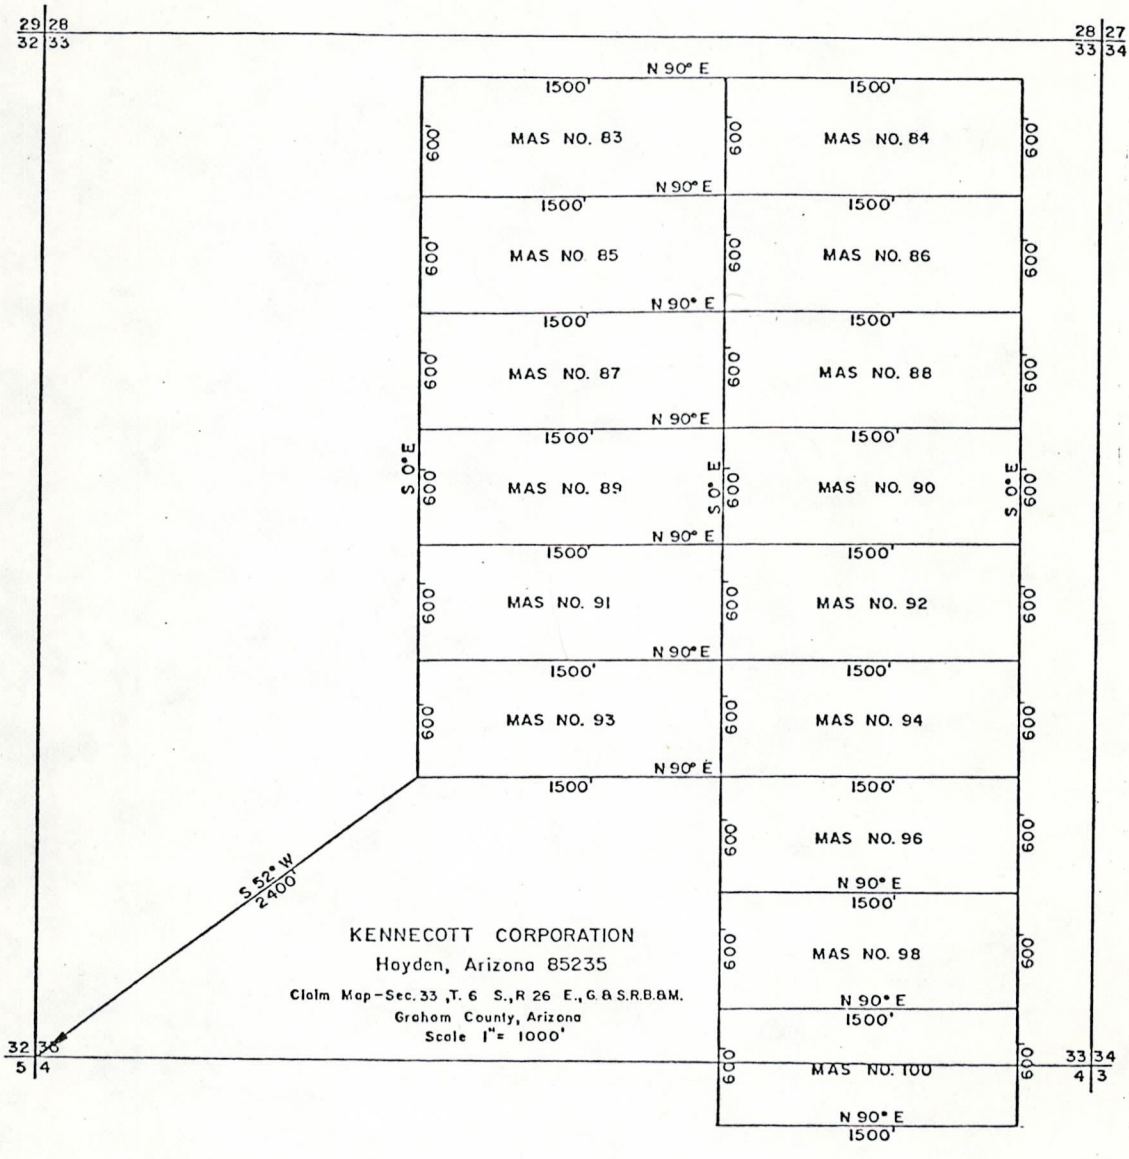 29 28
32 33
28 27
33 34
N 90° E
1500'
1500'
600'
MAS NO. 83
600'
MAS NO. 84
600'
N 90° E
1500'
1500'
600'
MAS NO 85
600'
MAS NO. 86
600'
N 90° E
1500'
1500'
600'
MAS NO. 87
600'
MAS NO. 88
600'
N 90° E
1500'
1500'
S 0° E
600'
MAS NO. 89
S 0° E
600'
MAS NO. 90
S 0° E
600'
N 90° E
1500'
1500'
600'
MAS NO. 91
600'
MAS NO. 92
600'
N 90° E
1500'
1500'
600'
MAS NO. 93
600'
MAS NO. 94
600'
N 90° E
1500'
1500'
600'
MAS NO. 96
600'
S 52° W
2400'
N 90° E
1500'
KENNECOTT CORPORATION
Hayden, Arizona 85235
Claim Map-Sec. 33, T. 6 S., R 26 E., G. & S.R.B.&M.
Graham County, Arizona
Scale 1"= 1000'
600'
MAS NO. 98
600'
N 90° E
1500'
32 33
5 4
600'
MAS NO. 100
600'
33 34
4 3
N 90° E
1500'